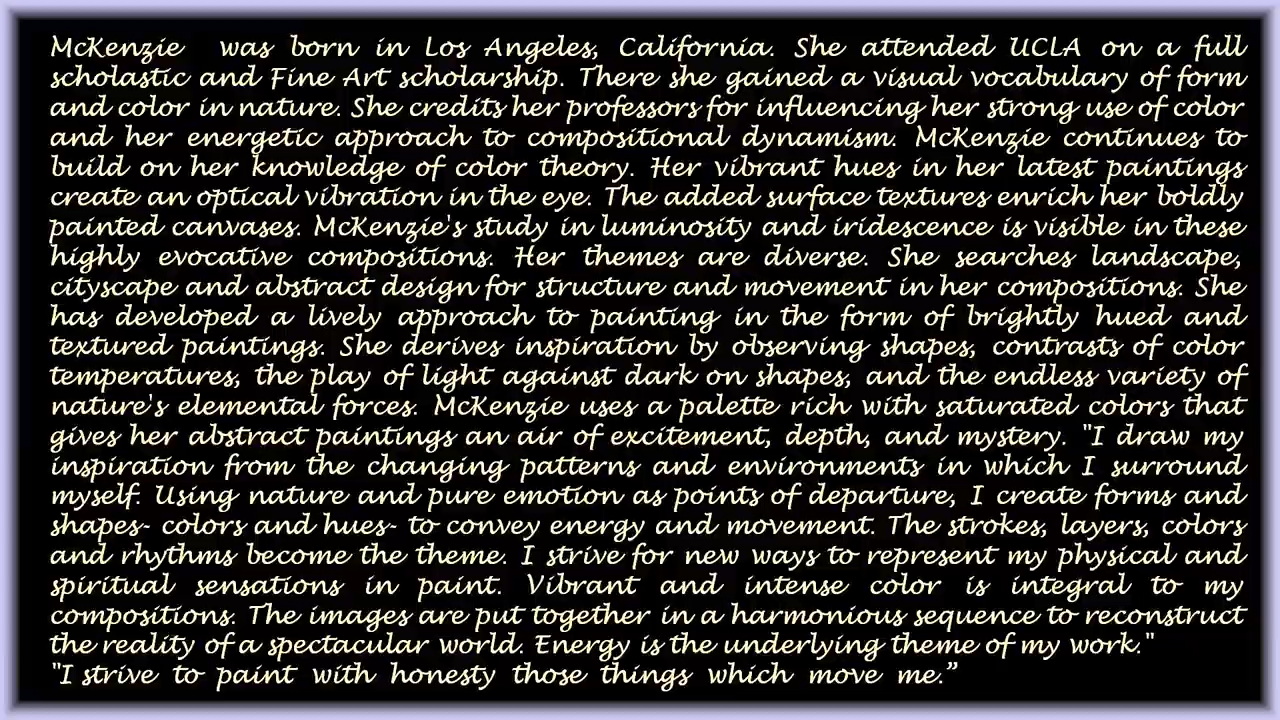 McKenzie was born in Los Angeles, California. She attended UCLA on a full
scholastic and Fine Art scholarship. There she gained a visual vocabulary of form
and color in nature. She credits her professors for influencing her strong use of color
and her energetic approach to compositional dynamism. McKenzie continues to
build on her knowledge of color theory. Her vibrant hues in her latest paintings
create an optical vibration in the eye. The added surface textures enrich her boldly
painted canvases. McKenzie's study in luminosity and iridescence is visible in these
highly evocative compositions. Her themes are diverse. She searches landscape,
cityscape and abstract design for structure and movement in her compositions. She
has developed a lively approach to painting in the form of brightly hued and
textured paintings. She derives inspiration by observing shapes, contrasts of color
temperatures, the play of light against dark on shapes, and the endless variety of
nature's elemental forces. McKenzie uses a palette rich with saturated colors that
gives her abstract paintings an air of excitement, depth, and mystery. "I draw my
inspiration from the changing patterns and environments in which I surround
myself. Using nature and pure emotion as points of departure, I create forms and
shapes- colors and hues- to convey energy and movement. The strokes, layers, colors
and rhythms become the theme. I strive for new ways to represent my physical and
spiritual sensations in paint. Vibrant and intense color is integral to my
compositions. The images are put together in a harmonious sequence to reconstruct
the reality of a spectacular world. Energy is the underlying theme of my work."
"I strive to paint with honesty those things which move me.”